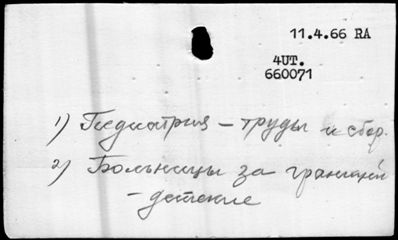 11.4.66 RA
4UT.
660071
1) Педиатрия – труды и сбор.
2) Больницы за границей
- детские